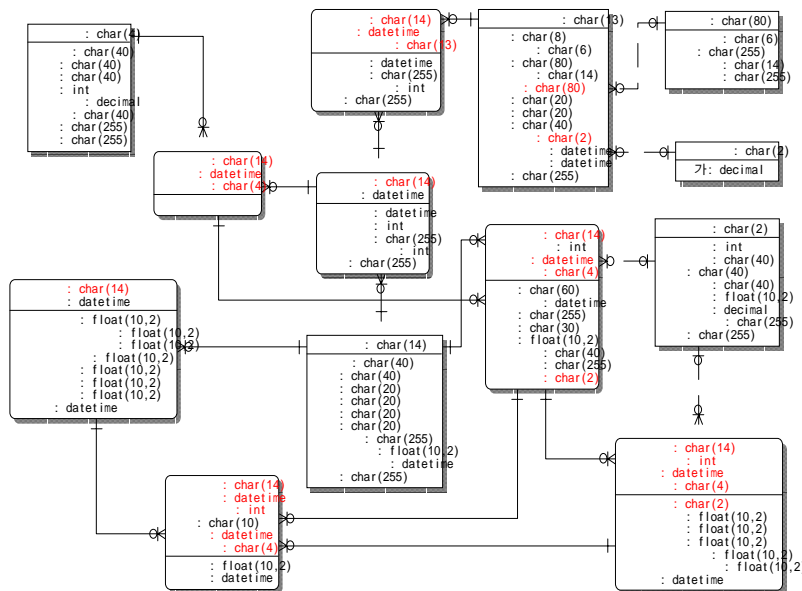 : char(4)
: char(40)
: char(40)
: char(40)
: int
: decimal
: char(40)
: char(255)
: char(255)
: char(14)
: datetime
: char(13)
: datetime
: char(255)
: int
: char(255)
: char(13)
: char(8)
: char(6)
: char(80)
: char(14)
: char(80)
: char(20)
: char(20)
: char(40)
: char(2)
: datetime
: datetime
: char(255)
: char(80)
: char(6)
: char(255)
: char(14)
: char(255)
: char(2)
가: decimal
: char(14)
: datetime
: char(4)
: char(14)
: datetime
: datetime
: int
: char(255)
: int
: char(255)
: char(14)
: int
: datetime
: char(4)
: char(60)
: datetime
: char(255)
: char(30)
: float(10,2)
: char(40)
: char(255)
: char(2)
: char(2)
: int
: char(40)
: char(40)
: char(40)
: float(10,2)
: decimal
: char(255)
: char(255)
: char(14)
: datetime
: float(10,2)
: float(10,2)
: float(10,2)
: float(10,2)
: float(10,2)
: float(10,2)
: float(10,2)
: datetime
: char(14)
: char(40)
: char(40)
: char(20)
: char(20)
: char(20)
: char(20)
: char(255)
: float(10,2)
: datetime
: char(255)
: char(14)
: datetime
: int
: char(10)
: datetime
: char(4)
: float(10,2)
: datetime
: char(14)
: int
: datetime
: char(4)
: char(2)
: float(10,2)
: float(10,2)
: float(10,2)
: float(10,2)
: float(10,2
: datetime